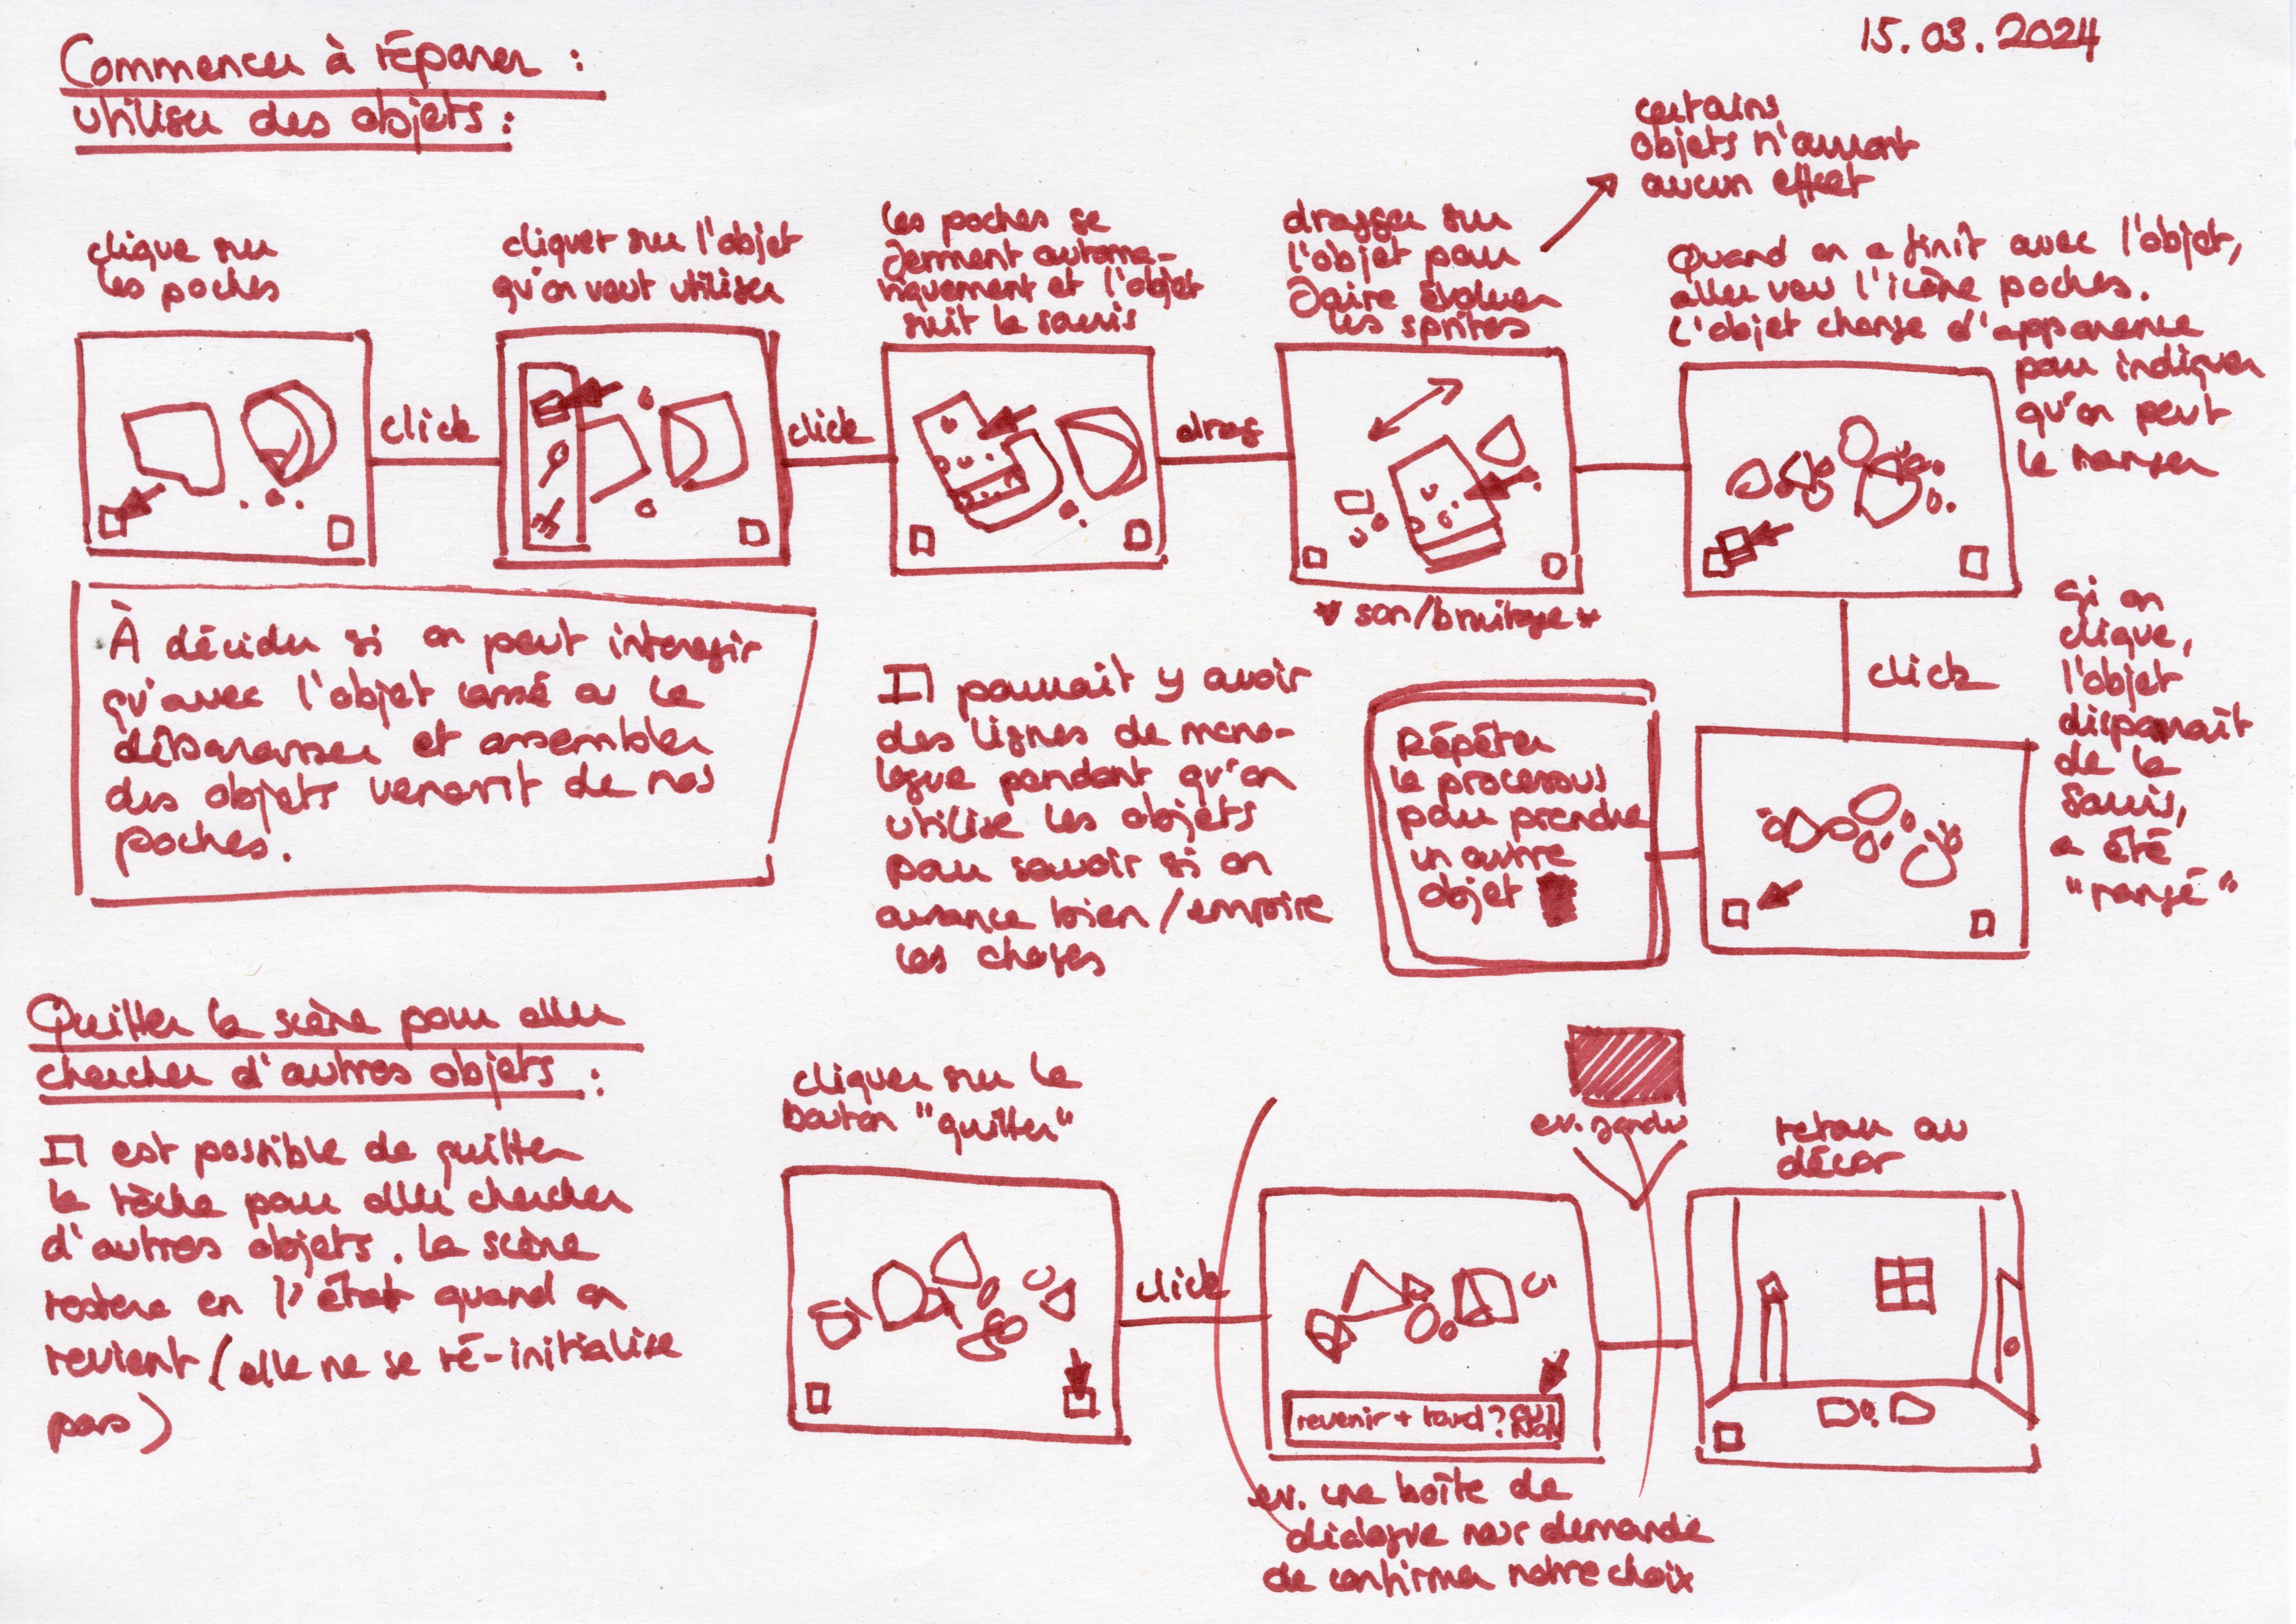 15.03.2024
Commencer à réparer :
utiliser des objets :
clique sur
les poches
click
cliquer sur l'objet
qu'on veut utiliser
click
les poches se
ferment automa-
tiquement et l'objet
suit la souris
drag
dragger sur
l'objet pour
faire évoluer
les sprites
certains
objets n'auront
aucun effet
* son/bruitage *
Quand on a finit avec l'objet,
aller vers l'icône poches.
L'objet change d'apparence
pour indiquer
qu'on peut
le ranger
click
Si on
clique,
l'objet
disparaît
de la
souris,
a été
"rangé"
Répéter
le processus
pour prendre
un autre
objet
À décider si on peut interagir
qu'avec l'objet cassé ou le
débarasser et assembler
des objets venant de nos
poches.
Il pourrait y avoir
des lignes de mono-
logue pendant qu'on
utilise les objets
pour savoir si on
avance bien/empire
les choses
Quitter la scène pour aller
chercher d'autres objets :
Il est possible de quitter
la tâche pour aller chercher
d'autres objets. La scène
restera en l'état quand on
revient (elle ne se ré-initialise
pas)
cliquer sur le
bouton "quitter"
click
revenir + tard ? OUI
NON
ev. une boîte de
dialogue nous demande
de confirmer notre choix
ev. fondu
retour au
décor